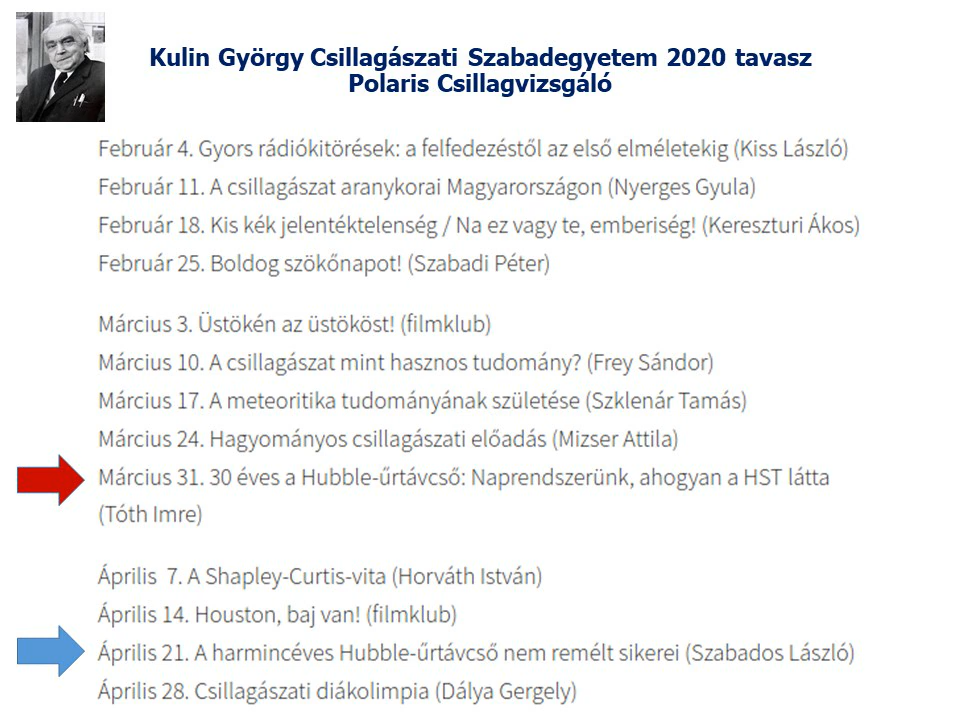 Kulin György Csillagászati Szabadegyetem 2020 tavasz
Polaris Csillagvizsgáló
Február 4. Gyors rádiókitörések: a felfedezéstől az első elméletekig (Kiss László)
Február 11. A csillagászat aranykorai Magyarországon (Nyerges Gyula)
Február 18. Kis kék jelentéktelenség / Na ez vagy te, emberiség! (Kereszturi Ákos)
Február 25. Boldog szökőnapot! (Szabadi Péter)
Március 3. Üstökén az üstököst! (filmklub)
Március 10. A csillagászat mint hasznos tudomány? (Frey Sándor)
Március 17. A meteoritika tudományának születése (Szklenár Tamás)
Március 24. Hagyományos csillagászati előadás (Mizser Attila)
Március 31. 30 éves a Hubble-űrtávcső: Naprendszerünk, ahogyan a HST látta
(Tóth Imre)
Április  7. A Shapley-Curtis-vita (Horváth István)
Április 14. Houston, baj van! (filmklub)
Április 21. A harmincéves Hubble-űrtávcső nem remélt sikerei (Szabados László)
Április 28. Csillagászati diákolimpia (Dálya Gergely)